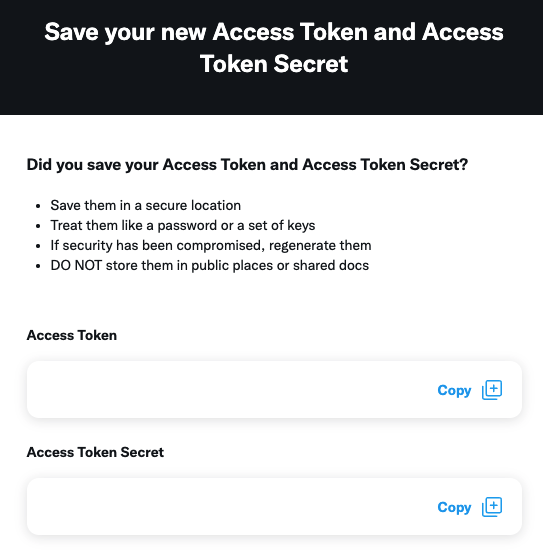 Save your new Access Token and Access
Token Secret
Did you save your Access Token and Access Token Secret?
• Save them in a secure location
• Treat them like a password or a set of keys
• If security has been compromised, regenerate them
• DO NOT store them in public places or shared docs
Access Token
Copy
Access Token Secret
Copy